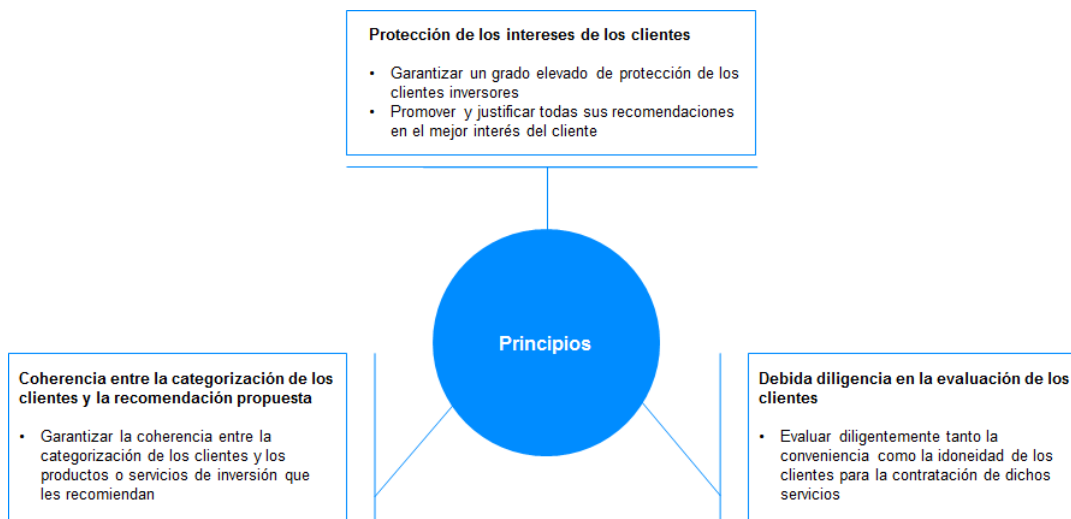 Protección de los intereses de los clientes
• Garantizar un grado elevado de protección de los
clientes inversores
• Promover y justificar todas sus recomendaciones
en el mejor interés del cliente
Principios
Coherencia entre la categorización de los
clientes y la recomendación propuesta
• Garantizar la coherencia entre la
categorización de los clientes y los
productos o servicios de inversión que
les recomiendan
Debida diligencia en la evaluación de los
clientes
• Evaluar diligentemente tanto la
conveniencia como la idoneidad de los
clientes para la contratación de dichos
servicios